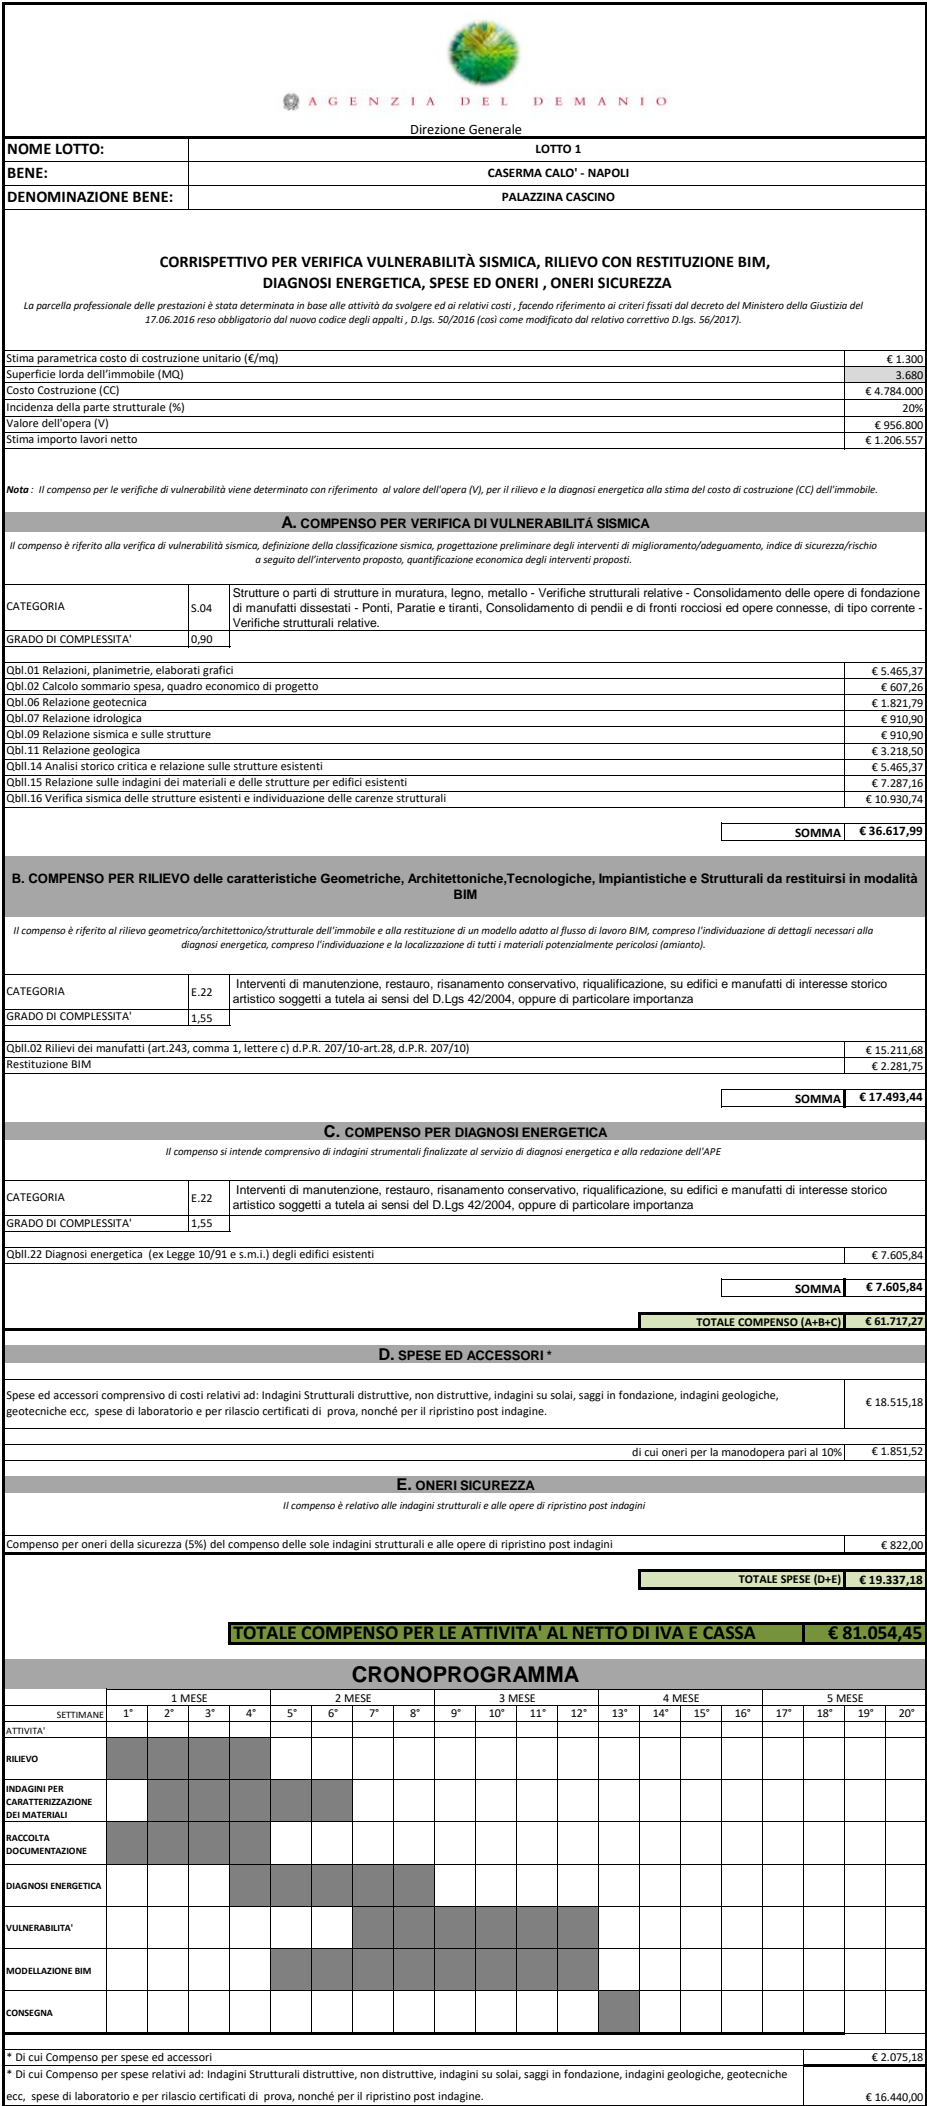 AGENZIA DEL DEMANIO
Direzione Generale
NOME LOTTO: LOTTO 1
BENE: CASERMA CALO' - NAPOLI
DENOMINAZIONE BENE: PALAZZINA CASCINO
CORRISPETTIVO PER VERIFICA VULNERABILITÀ SISMICA, RILIEVO CON RESTITUZIONE BIM,
DIAGNOSI ENERGETICA, SPESE ED ONERI , ONERI SICUREZZA
La parcella professionale delle prestazioni è stata determinata in base alle attività da svolgere ed ai relativi costi , facendo riferimento ai criteri fissati dal decreto del Ministero della Giustizia del
17.06.2016 reso obbligatorio dal nuovo codice degli appalti , D.lgs. 50/2016 (così come modificato dal relativo correttivo D.lgs. 56/2017).
Stima parametrica costo di costruzione unitario (€/mq) € 1.300
Superficie lorda dell'immobile (MQ) 3.680
Costo Costruzione (CC) € 4.784.000
Incidenza della parte strutturale (%) 20%
Valore dell'opera (V) € 956.800
Stima importo lavori netto € 1.206.557
Nota : Il compenso per le verifiche di vulnerabilità viene determinato con riferimento al valore dell'opera (V), per il rilievo e la diagnosi energetica alla stima del costo di costruzione (CC) dell'immobile.
A. COMPENSO PER VERIFICA DI VULNERABILITÁ SISMICA
Il compenso è riferito alla verifica di vulnerabilità sismica, definizione della classificazione sismica, progettazione preliminare degli interventi di miglioramento/adeguamento, indice di sicurezza/rischio
a seguito dell'intervento proposto, quantificazione economica degli interventi proposti.
CATEGORIA S.04 Strutture o parti di strutture in muratura, legno, metallo - Verifiche strutturali relative - Consolidamento delle opere di fondazione
di manufatti dissestati - Ponti, Paratie e tiranti, Consolidamento di pendii e di fronti rocciosi ed opere connesse, di tipo corrente -
Verifiche strutturali relative.
GRADO DI COMPLESSITA' 0,90
QbI.01 Relazioni, planimetrie, elaborati grafici € 5.465,37
QbI.02 Calcolo sommario spesa, quadro economico di progetto € 607,26
QbI.06 Relazione geotecnica € 1.821,79
QbI.07 Relazione idrologica € 910,90
QbI.09 Relazione sismica e sulle strutture € 910,90
QbI.11 Relazione geologica € 3.218,50
QbII.14 Analisi storico critica e relazione sulle strutture esistenti € 5.465,37
QbII.15 Relazione sulle indagini dei materiali e delle strutture per edifici esistenti € 7.287,16
QbII.16 Verifica sismica delle strutture esistenti e individuazione delle carenze strutturali € 10.930,74
SOMMA € 36.617,99
B. COMPENSO PER RILIEVO delle caratteristiche Geometriche, Architettoniche,Tecnologiche, Impiantistiche e Strutturali da restituirsi in modalità
BIM
Il compenso è riferito al rilievo geometrico/architettonico/strutturale dell'immobile e alla restituzione di un modello adatto al flusso di lavoro BIM, compreso l'individuazione di dettagli necessari alla
diagnosi energetica, compreso l'individuazione e la localizzazione di tutti i materiali potenzialmente pericolosi (amianto).
CATEGORIA E.22 Interventi di manutenzione, restauro, risanamento conservativo, riqualificazione, su edifici e manufatti di interesse storico
artistico soggetti a tutela ai sensi del D.Lgs 42/2004, oppure di particolare importanza
GRADO DI COMPLESSITA' 1,55
QbII.02 Rilievi dei manufatti (art.243, comma 1, lettere c) d.P.R. 207/10-art.28, d.P.R. 207/10) € 15.211,68
Restituzione BIM € 2.281,75
SOMMA € 17.493,44
C. COMPENSO PER DIAGNOSI ENERGETICA
Il compenso si intende comprensivo di indagini strumentali finalizzate al servizio di diagnosi energetica e alla redazione dell'APE
CATEGORIA E.22 Interventi di manutenzione, restauro, risanamento conservativo, riqualificazione, su edifici e manufatti di interesse storico
artistico soggetti a tutela ai sensi del D.Lgs 42/2004, oppure di particolare importanza
GRADO DI COMPLESSITA' 1,55
QbII.22 Diagnosi energetica (ex Legge 10/91 e s.m.i.) degli edifici esistenti € 7.605,84
SOMMA € 7.605,84
TOTALE COMPENSO (A+B+C) € 61.717,27
D. SPESE ED ACCESSORI *
Spese ed accessori comprensivo di costi relativi ad: Indagini Strutturali distruttive, non distruttive, indagini su solai, saggi in fondazione, indagini geologiche,
geotecniche ecc, spese di laboratorio e per rilascio certificati di prova, nonché per il ripristino post indagine. € 18.515,18
di cui oneri per la manodopera pari al 10% € 1.851,52
E. ONERI SICUREZZA
Il compenso è relativo alle indagini strutturali e alle opere di ripristino post indagini
Compenso per oneri della sicurezza (5%) del compenso delle sole indagini strutturali e alle opere di ripristino post indagini € 822,00
TOTALE SPESE (D+E) € 19.337,18
TOTALE COMPENSO PER LE ATTIVITA' AL NETTO DI IVA E CASSA € 81.054,45
CRONOPROGRAMMA
1 MESE 2 MESE 3 MESE 4 MESE 5 MESE
SETTIMANE 1° 2° 3° 4° 5° 6° 7° 8° 9° 10° 11° 12° 13° 14° 15° 16° 17° 18° 19° 20°
ATTIVITA'
RILIEVO
INDAGINI PER
CARATTERIZZAZIONE
DEI MATERIALI
RACCOLTA
DOCUMENTAZIONE
DIAGNOSI ENERGETICA
VULNERABILITA'
MODELLAZIONE BIM
CONSEGNA
* Di cui Compenso per spese ed accessori € 2.075,18
* Di cui Compenso per spese relativi ad: Indagini Strutturali distruttive, non distruttive, indagini su solai, saggi in fondazione, indagini geologiche, geotecniche
ecc, spese di laboratorio e per rilascio certificati di prova, nonché per il ripristino post indagine. € 16.440,00